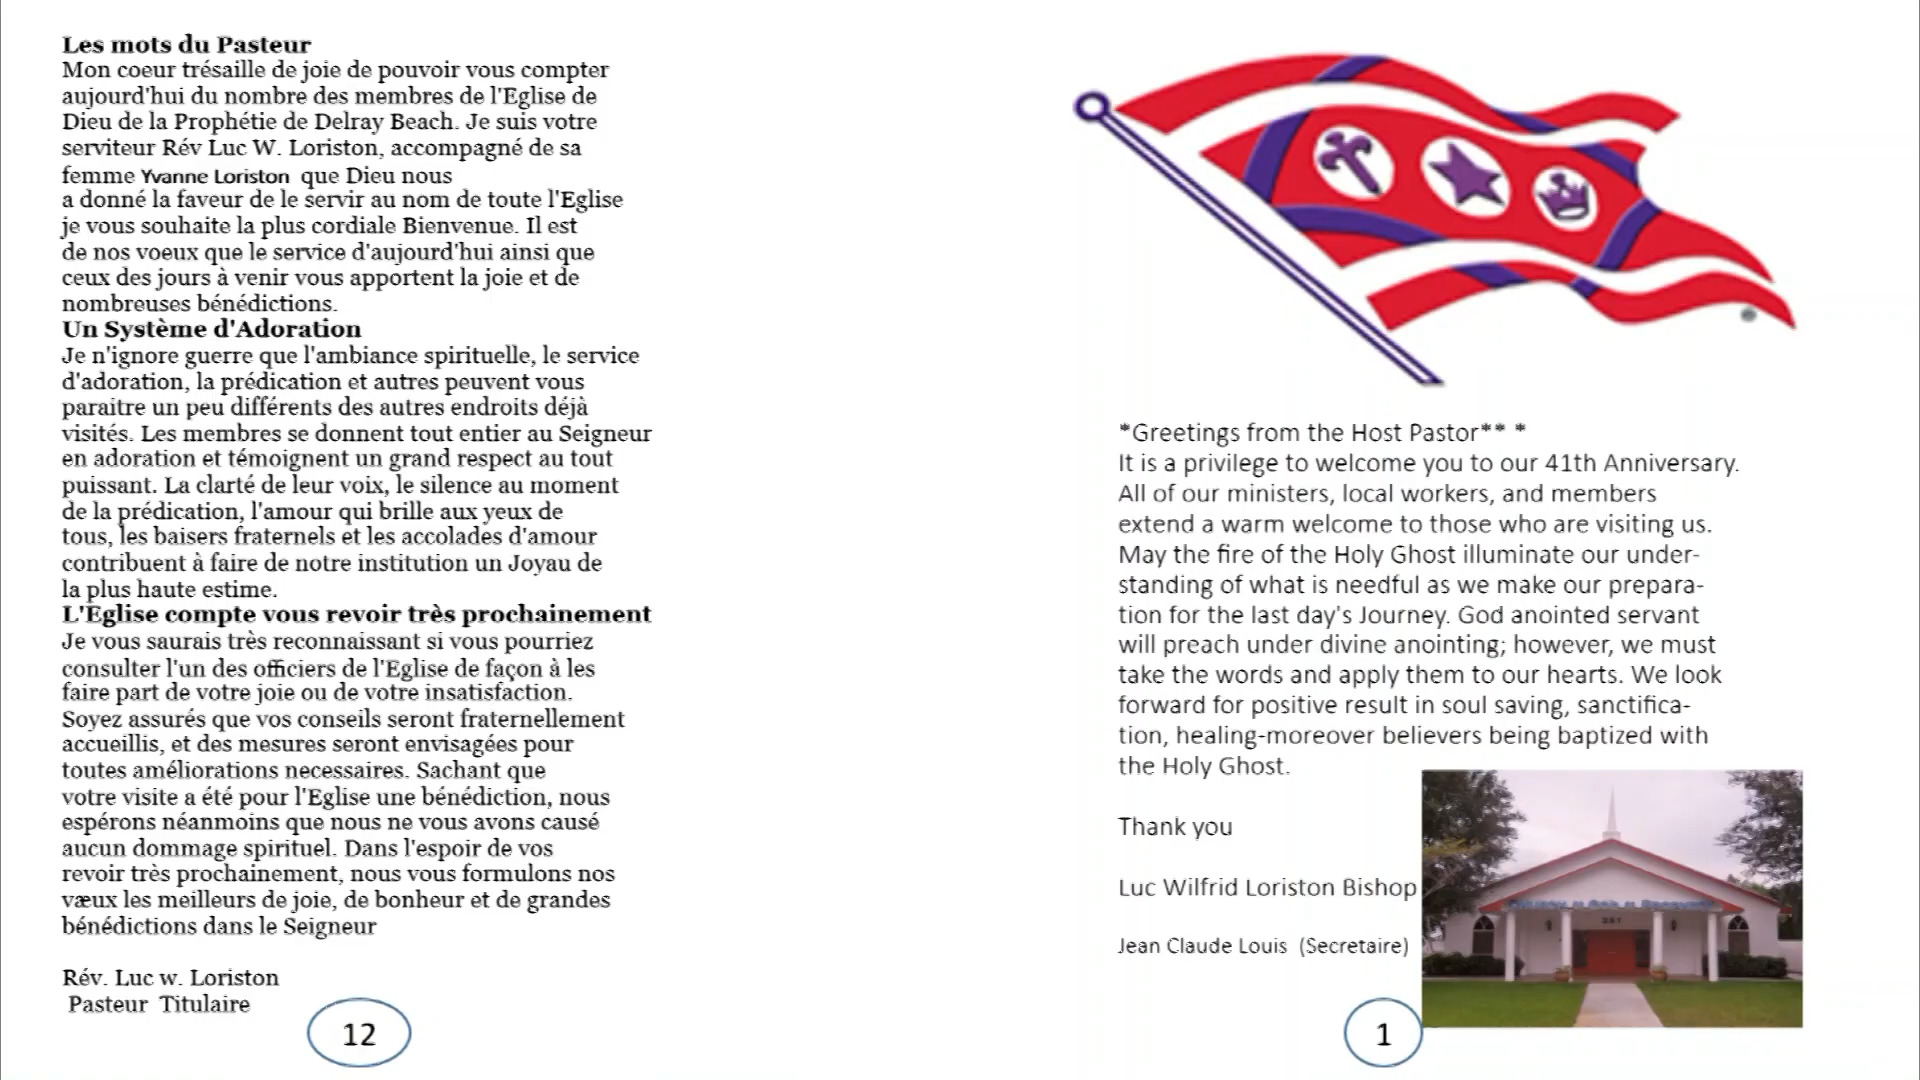 Les mots du Pasteur
Mon coeur trésaille de joie de pouvoir vous compter
aujourd'hui du nombre des membres de l'Eglise de
Dieu de la Prophétie de Delray Beach. Je suis votre
serviteur Rév Luc W. Loriston, accompagné de sa
femme Yvanne Loriston que Dieu nous
a donné la faveur de le servir au nom de toute l'Eglise
je vous souhaite la plus cordiale Bienvenue. Il est
de nos voeux que le service d'aujourd'hui ainsi que
ceux des jours à venir vous apportent la joie et de
nombreuses bénédictions.
Un Système d'Adoration
Je n'ignore guerre que l'ambiance spirituelle, le service
d'adoration, la prédication et autres peuvent vous
paraitre un peu différents des autres endroits déjà
visités. Les membres se donnent tout entier au Seigneur
en adoration et témoignent un grand respect au tout
puissant. La clarté de leur voix, le silence au moment
de la prédication, l'amour qui brille aux yeux de
tous, les baisers fraternels et les accolades d'amour
contribuent à faire de notre institution un Joyau de
la plus haute estime.
L'Eglise compte vous revoir très prochainement
Je vous saurais très reconnaissant si vous pourriez
consulter l'un des officiers de l'Eglise de façon à les
faire part de votre joie ou de votre insatisfaction.
Soyez assurés que vos conseils seront fraternellement
accueillis, et des mesures seront envisagées pour
toutes améliorations necessaires. Sachant que
votre visite a été pour l'Eglise une bénédiction, nous
espérons néanmoins que nous ne vous avons causé
aucun dommage spirituel. Dans l'espoir de vos
revoir très prochainement, nous vous formulons nos
væux les meilleurs de joie, de bonheur et de grandes
bénédictions dans le Seigneur
Rév. Luc w. Loriston
Pasteur Titulaire
12
*Greetings from the Host Pastor** *
It is a privilege to welcome you to our 41th Anniversary.
All of our ministers, local workers, and members
extend a warm welcome to those who are visiting us.
May the fire of the Holy Ghost illuminate our under-
standing of what is needful as we make our prepara-
tion for the last day's Journey. God anointed servant
will preach under divine anointing; however, we must
take the words and apply them to our hearts. We look
forward for positive result in soul saving, sanctifica-
tion, healing-moreover believers being baptized with
the Holy Ghost.
Thank you
Luc Wilfrid Loriston Bishop
Jean Claude Louis (Secretaire)
1